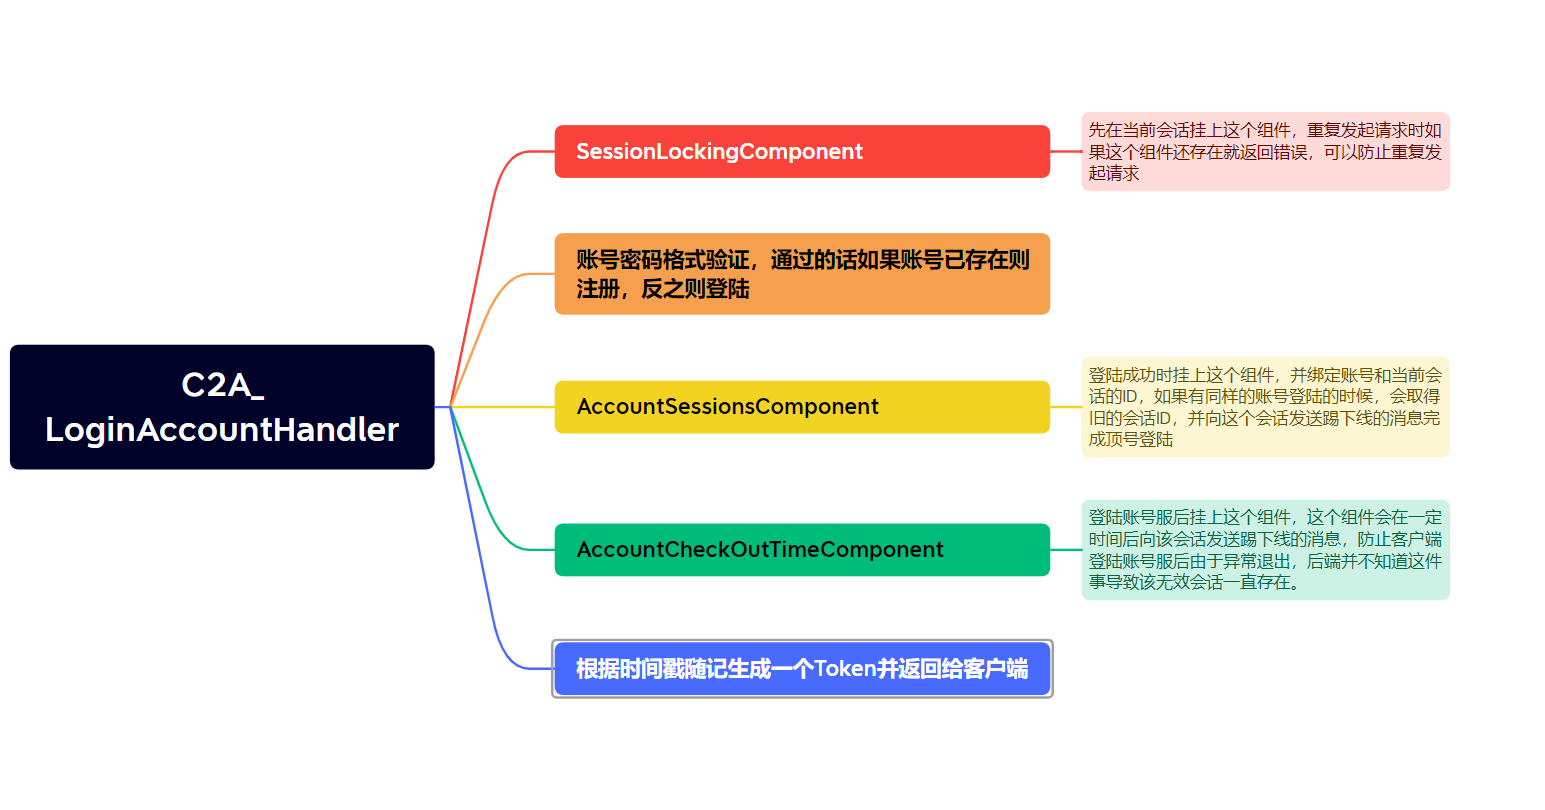 C2A_
LoginAccountHandler
SessionLockingComponent
先在当前会话挂上这个组件，重复发起请求时如
果这个组件还存在就返回错误，可以防止重复发
起请求
账号密码格式验证，通过的话如果账号已存在则
注册，反之则登陆
AccountSessionsComponent
登陆成功时挂上这个组件，并绑定账号和当前会
话的ID，如果有同样的账号登陆的时候，会取得
旧的会话ID，并向这个会话发送踢下线的消息完
成顶号登陆
AccountCheckOutTimeComponent
登陆账号服后挂上这个组件，这个组件会在一定
时间后向该会话发送踢下线的消息，防止客户端
登陆账号服后由于异常退出，后端并不知道这件
事导致该无效会话一直存在。
根据时间戳随记生成一个Token并返回给客户端